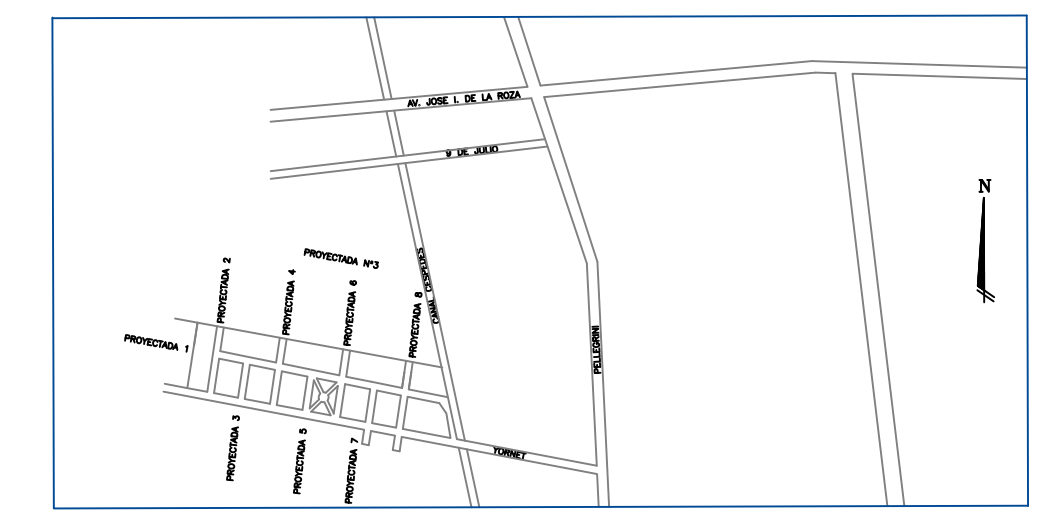 AV. JOSE I. DE LA ROZA
9 DE JULIO
N
PROYECTADA N°3
CANAL CESPEDES
PROYECTADA 2
PROYECTADA 4
PROYECTADA 6
PROYECTADA 8
PELLEGRINI
PROYECTADA 1
PROYECTADA 3
PROYECTADA 5
PROYECTADA 7
TORNET